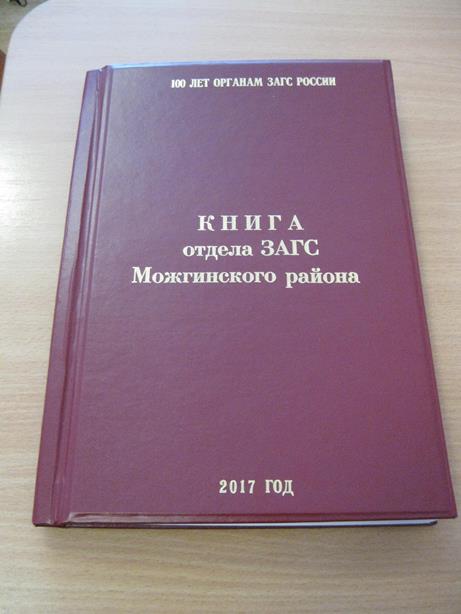 100 ЛЕТ ОРГАНАМ ЗАГС РОССИИ
КНИГА
отдела ЗАГС
Можгинского района
2017 ГОД